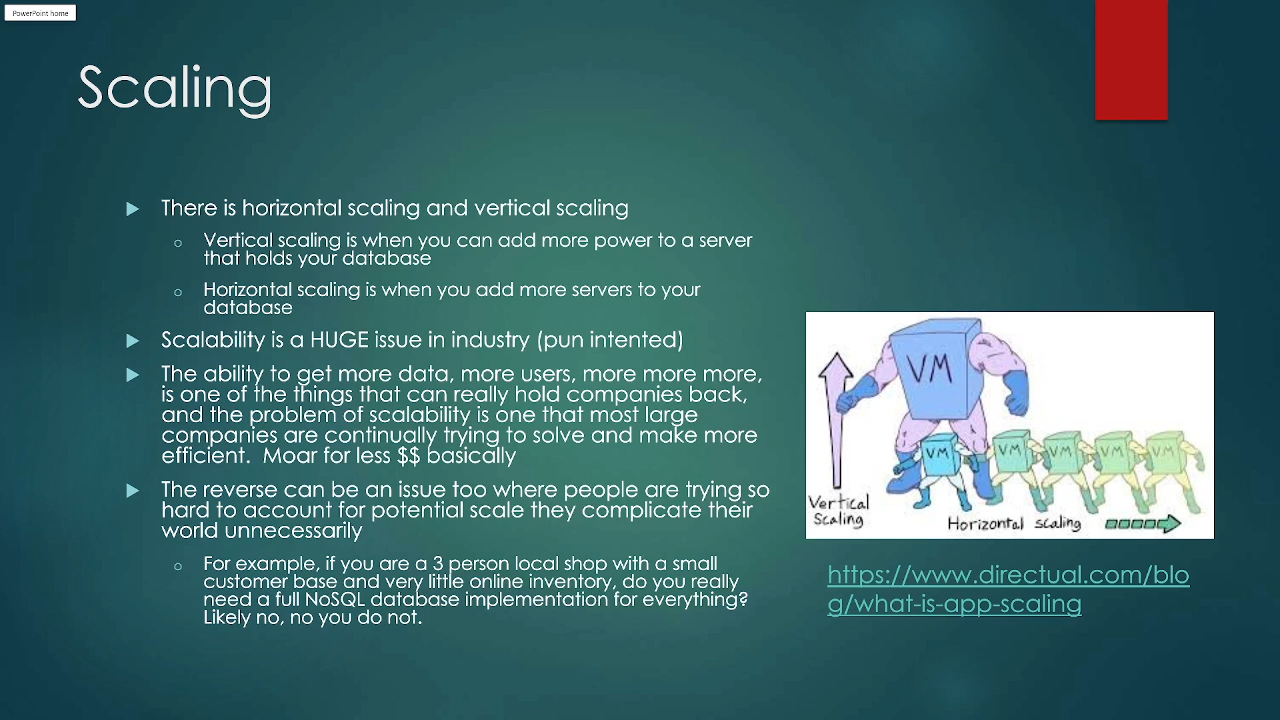 PowerPoint home
Scaling
There is horizontal scaling and vertical scaling
Vertical scaling is when you can add more power to a server
that holds your database
Horizontal scaling is when you add more servers to your
database
Scalability is a HUGE issue in industry (pun intented)
The ability to get more data, more users, more more more,
is one of the things that can really hold companies back,
and the problem of scalability is one that most large
companies are continually trying to solve and make more
efficient.  Moar for less $$ basically
The reverse can be an issue too where people are trying so
hard to account for potential scale they complicate their
world unnecessarily
For example, if you are a 3 person local shop with a small
customer base and very little online inventory, do you really
need a full NoSQL database implementation for everything?
Likely no, no you do not.
VM
VM VM VM VM VM
Vertical
Scaling
Horizontal scaling
https://www.directual.com/blo
g/what-is-app-scaling